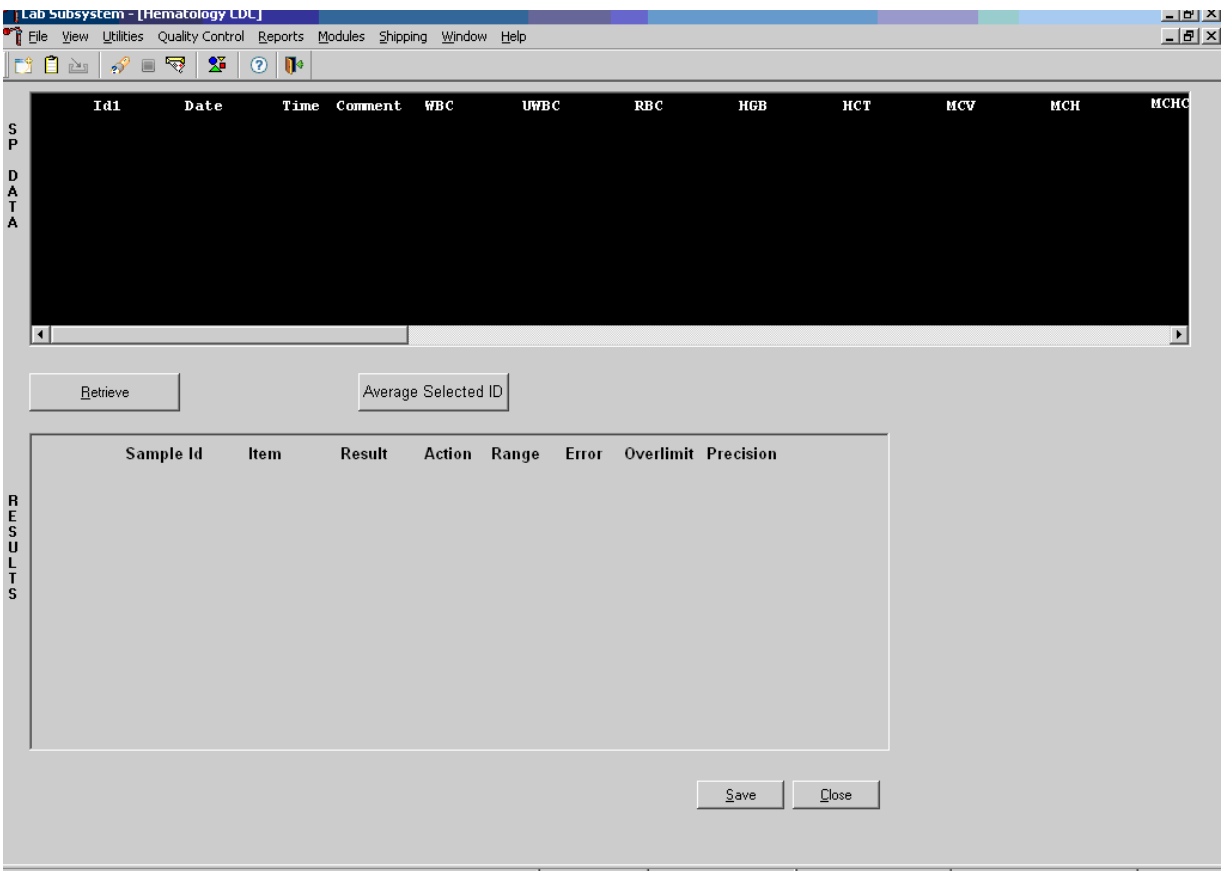 Lab Subsystem - [Hematology CDC]
File View Utilities Quality Control Reports Modules Shipping Window Help
Id1 Date Time Comment WBC UWBC RBC HGB HCT MCV MCH MCHC
SP DATA
Retrieve Average Selected ID
Sample Id Item Result Action Range Error Overlimit Precision
RESULTS
Save Close